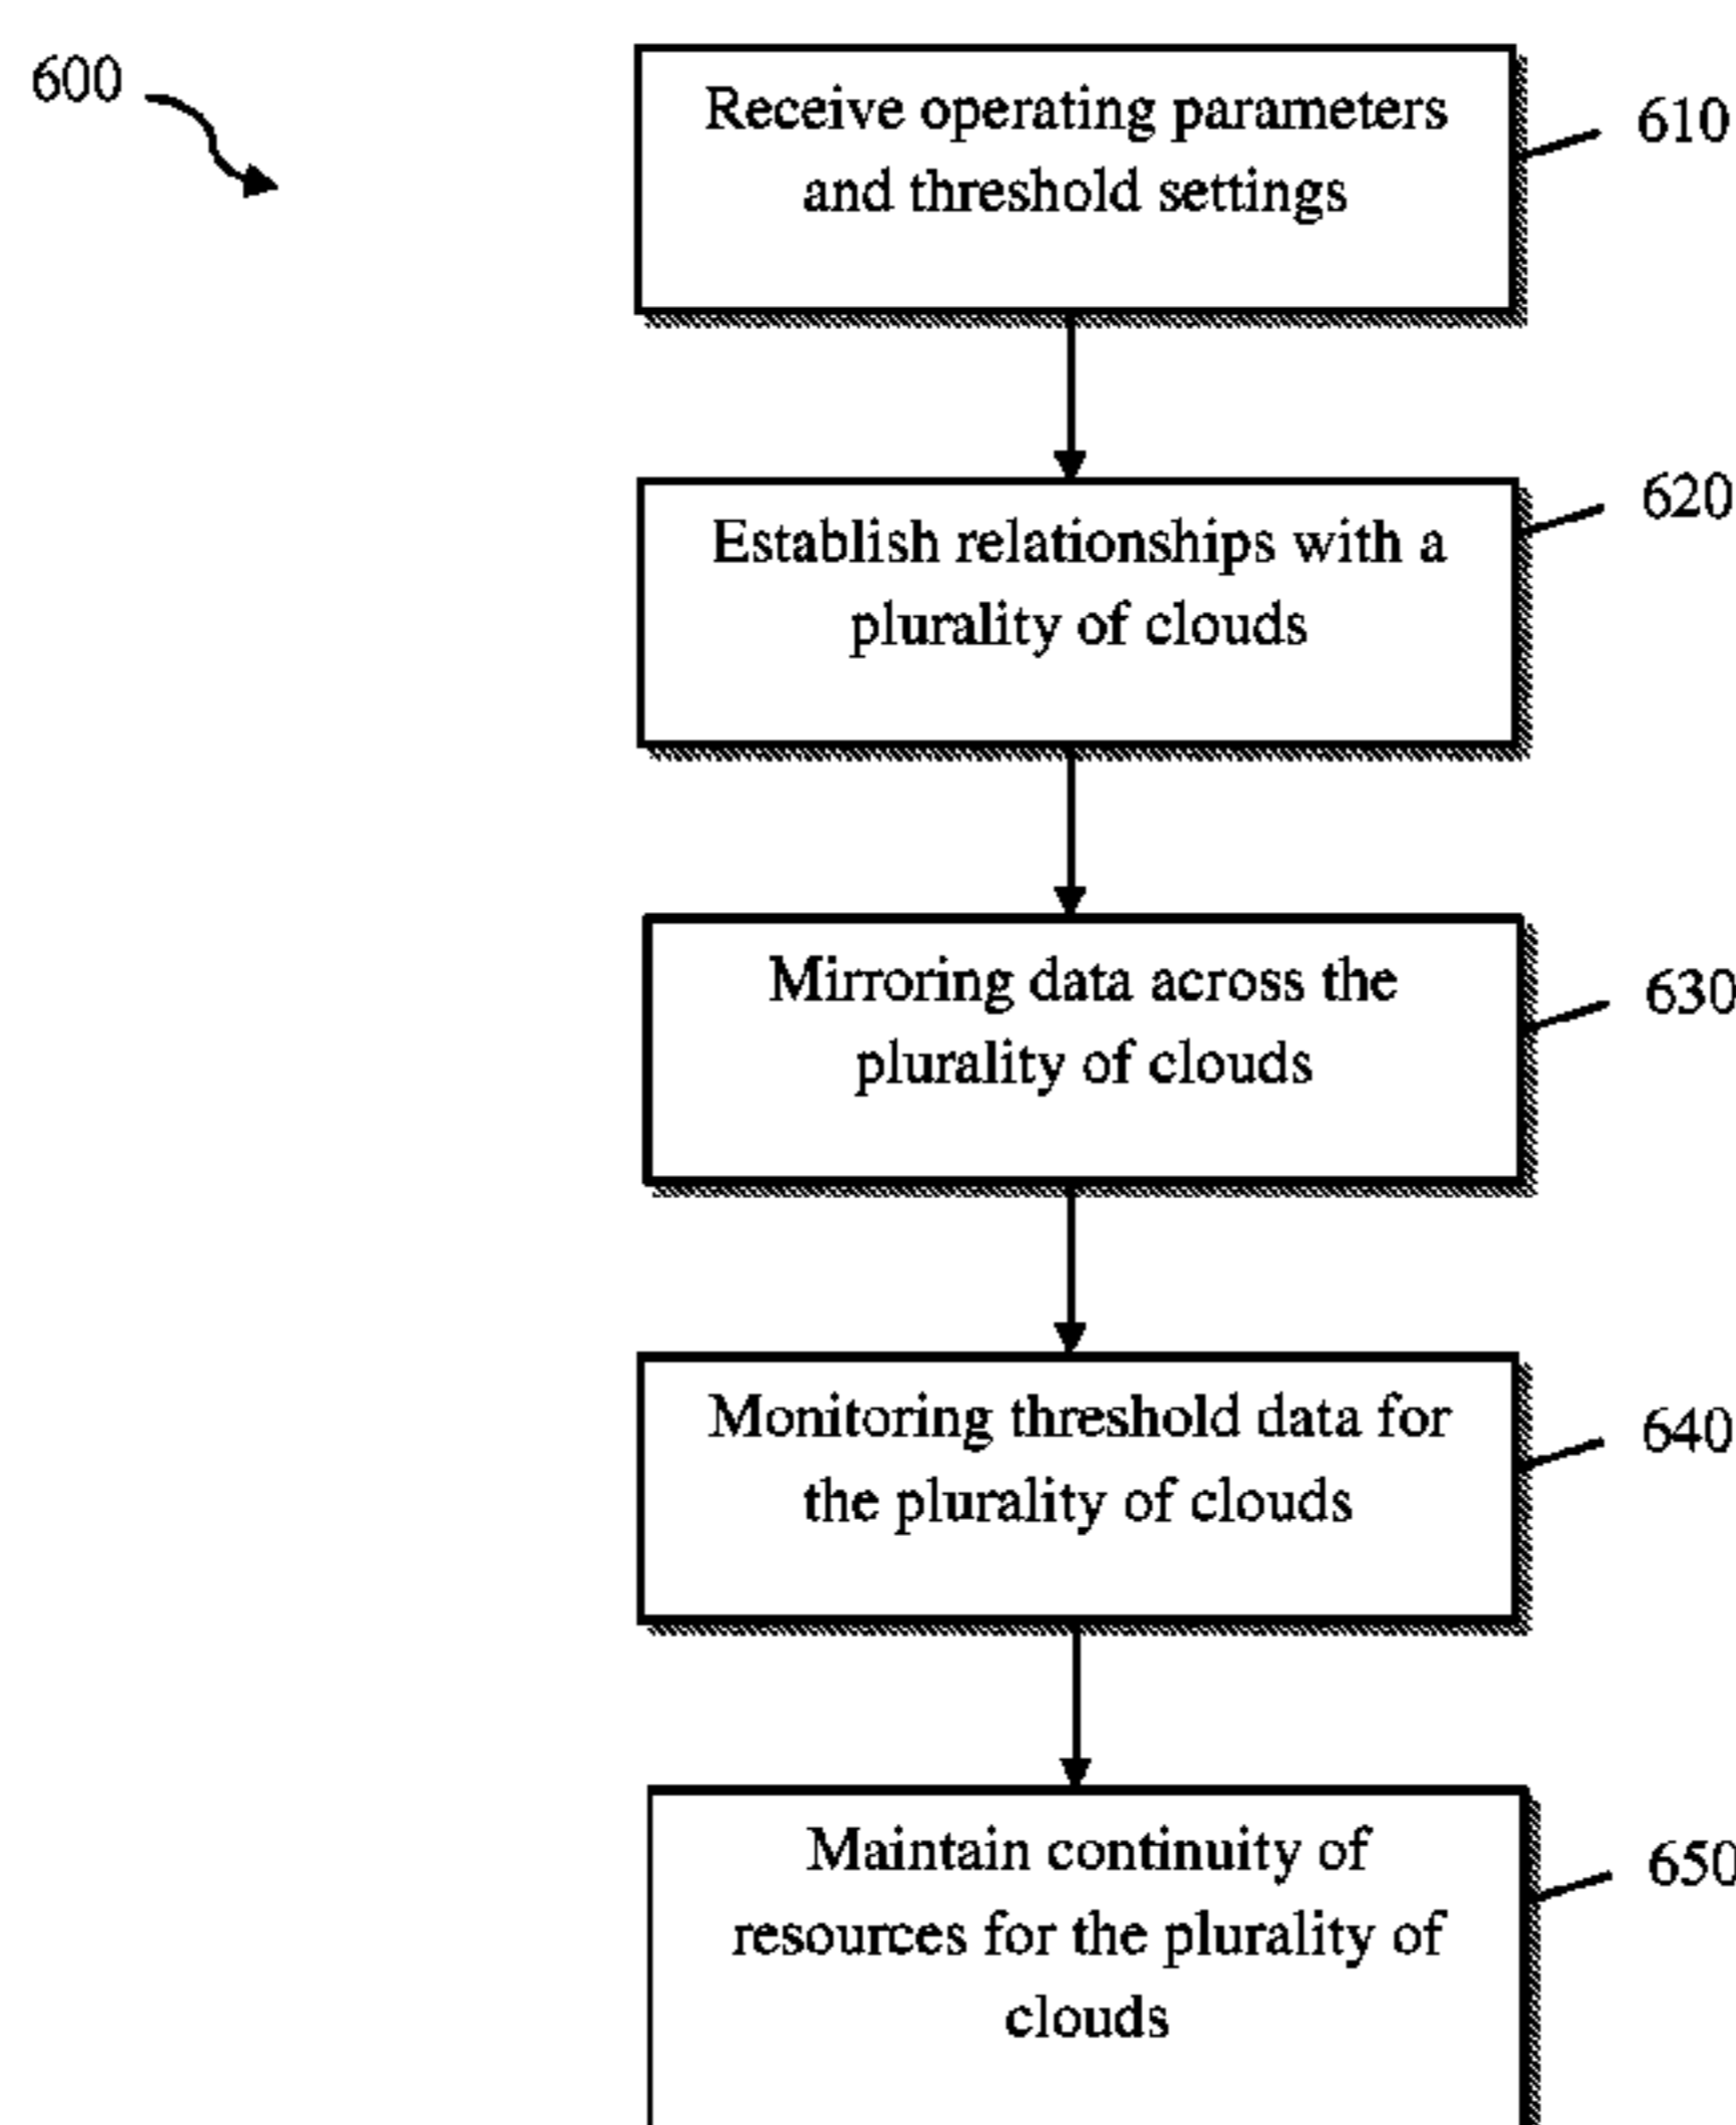 600
Receive operating parameters
and threshold settings
610
Establish relationships with a
plurality of clouds
620
Mirroring data across the
plurality of clouds
630
Monitoring threshold data for
the plurality of clouds
640
Maintain continuity of
resources for the plurality of
clouds
650